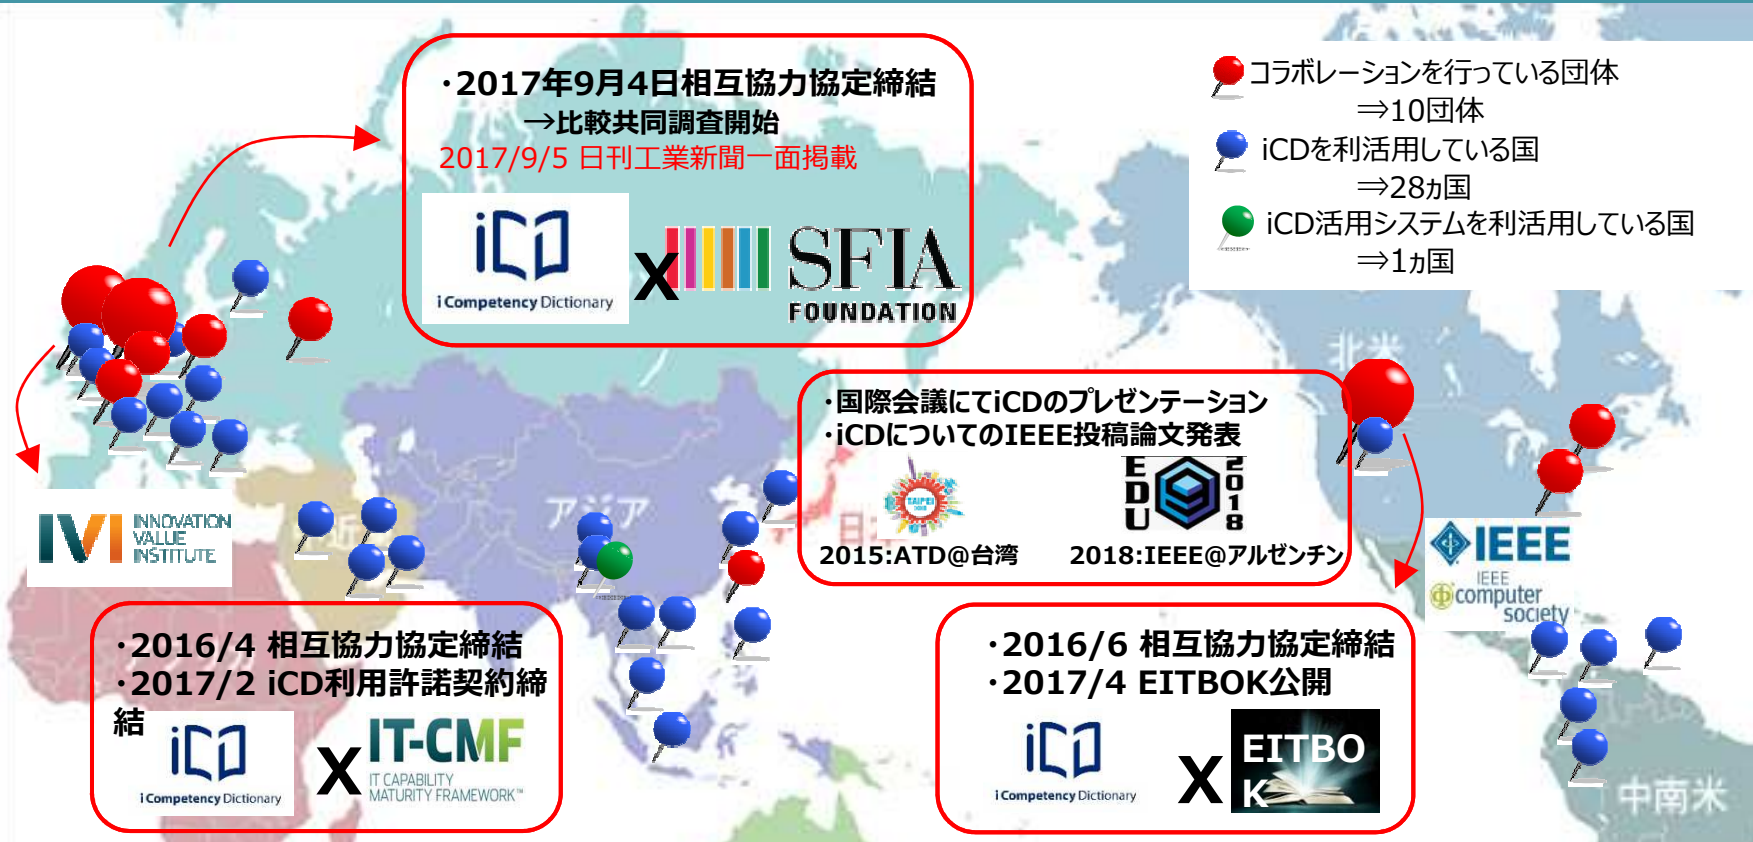 ・2017年9月4日相互協力協定締結
→比較共同調査開始
2017/9/5 日刊工業新聞一面掲載
iCD
i Competency Dictionary
X
SFIA
FOUNDATION
コラボレーションを行っている団体
⇒10団体
iCDを利活用している国
⇒28ヵ国
iCD活用システムを利活用している国
⇒1ヵ国
北米
・国際会議にてiCDのプレゼンテーション
・iCDについてのIEEE投稿論文発表
TAIPEI
EDU
2018
2015:ATD@台湾
2018:IEEE@アルゼンチン
アジア
日
近
IVI
INNOVATION
VALUE
INSTITUTE
IEEE
IEEE
computer
society
・2016/4 相互協力協定締結
・2017/2 iCD利用許諾契約締
結
iCD
i Competency Dictionary
X
IT-CMF
IT CAPABILITY
MATURITY FRAMEWORK™
・2016/6 相互協力協定締結
・2017/4 EITBOK公開
iCD
i Competency Dictionary
X
EITBO
K
中南米